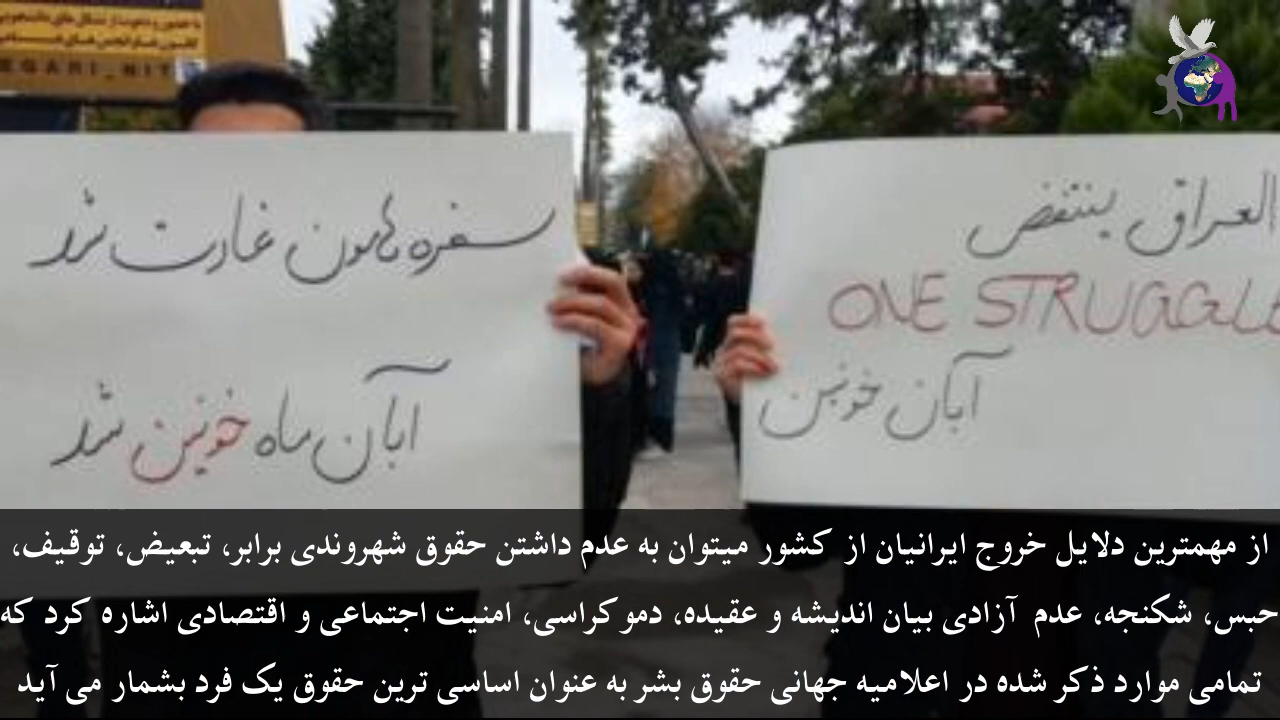 سفره هامون غارت شد
آبان ماه خونین شد
العراق ینتفض
ONE STRUGGLE
آبان خونین
از مهمترین دلایل خروج ایرانیان از کشور میتوان به عدم داشتن حقوق شهروندی برابر، تبعیض، توقیف،
حبس، شکنجه، عدم آزادی بیان اندیشه و عقیده، دموکراسی، امنیت اجتماعی و اقتصادی اشاره کرد که
تمامی موارد ذکر شده در اعلامیه جهانی حقوق بشر به عنوان اساسی ترین حقوق یک فرد بشمار می آید